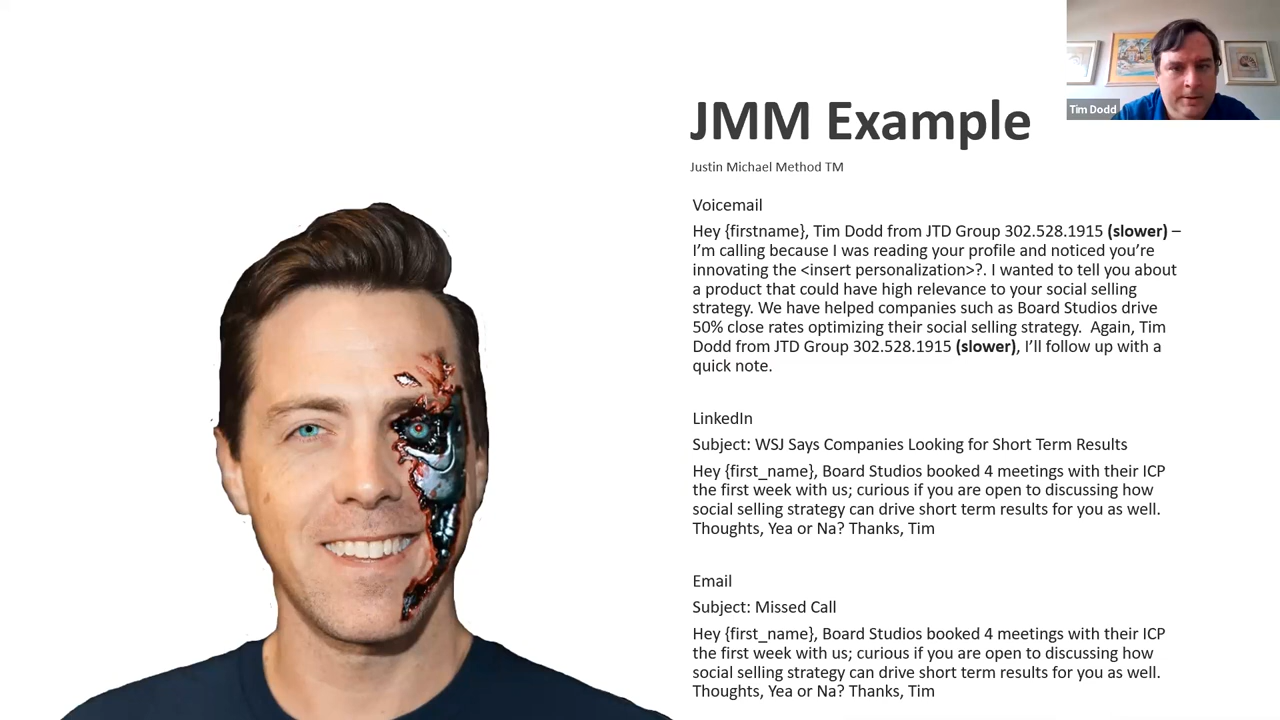 Tim Dodd
JMM Example
Justin Michael Method TM
Voicemail
Hey {firstname}, Tim Dodd from JTD Group 302.528.1915 (slower) –
I’m calling because I was reading your profile and noticed you’re
innovating the <insert personalization>?. I wanted to tell you about
a product that could have high relevance to your social selling
strategy. We have helped companies such as Board Studios drive
50% close rates optimizing their social selling strategy.  Again, Tim
Dodd from JTD Group 302.528.1915 (slower), I’ll follow up with a
quick note.
LinkedIn
Subject: WSJ Says Companies Looking for Short Term Results
Hey {first_name}, Board Studios booked 4 meetings with their ICP
the first week with us; curious if you are open to discussing how
social selling strategy can drive short term results for you as well.
Thoughts, Yea or Na? Thanks, Tim
Email
Subject: Missed Call
Hey {first_name}, Board Studios booked 4 meetings with their ICP
the first week with us; curious if you are open to discussing how
social selling strategy can drive short term results for you as well.
Thoughts, Yea or Na? Thanks, Tim